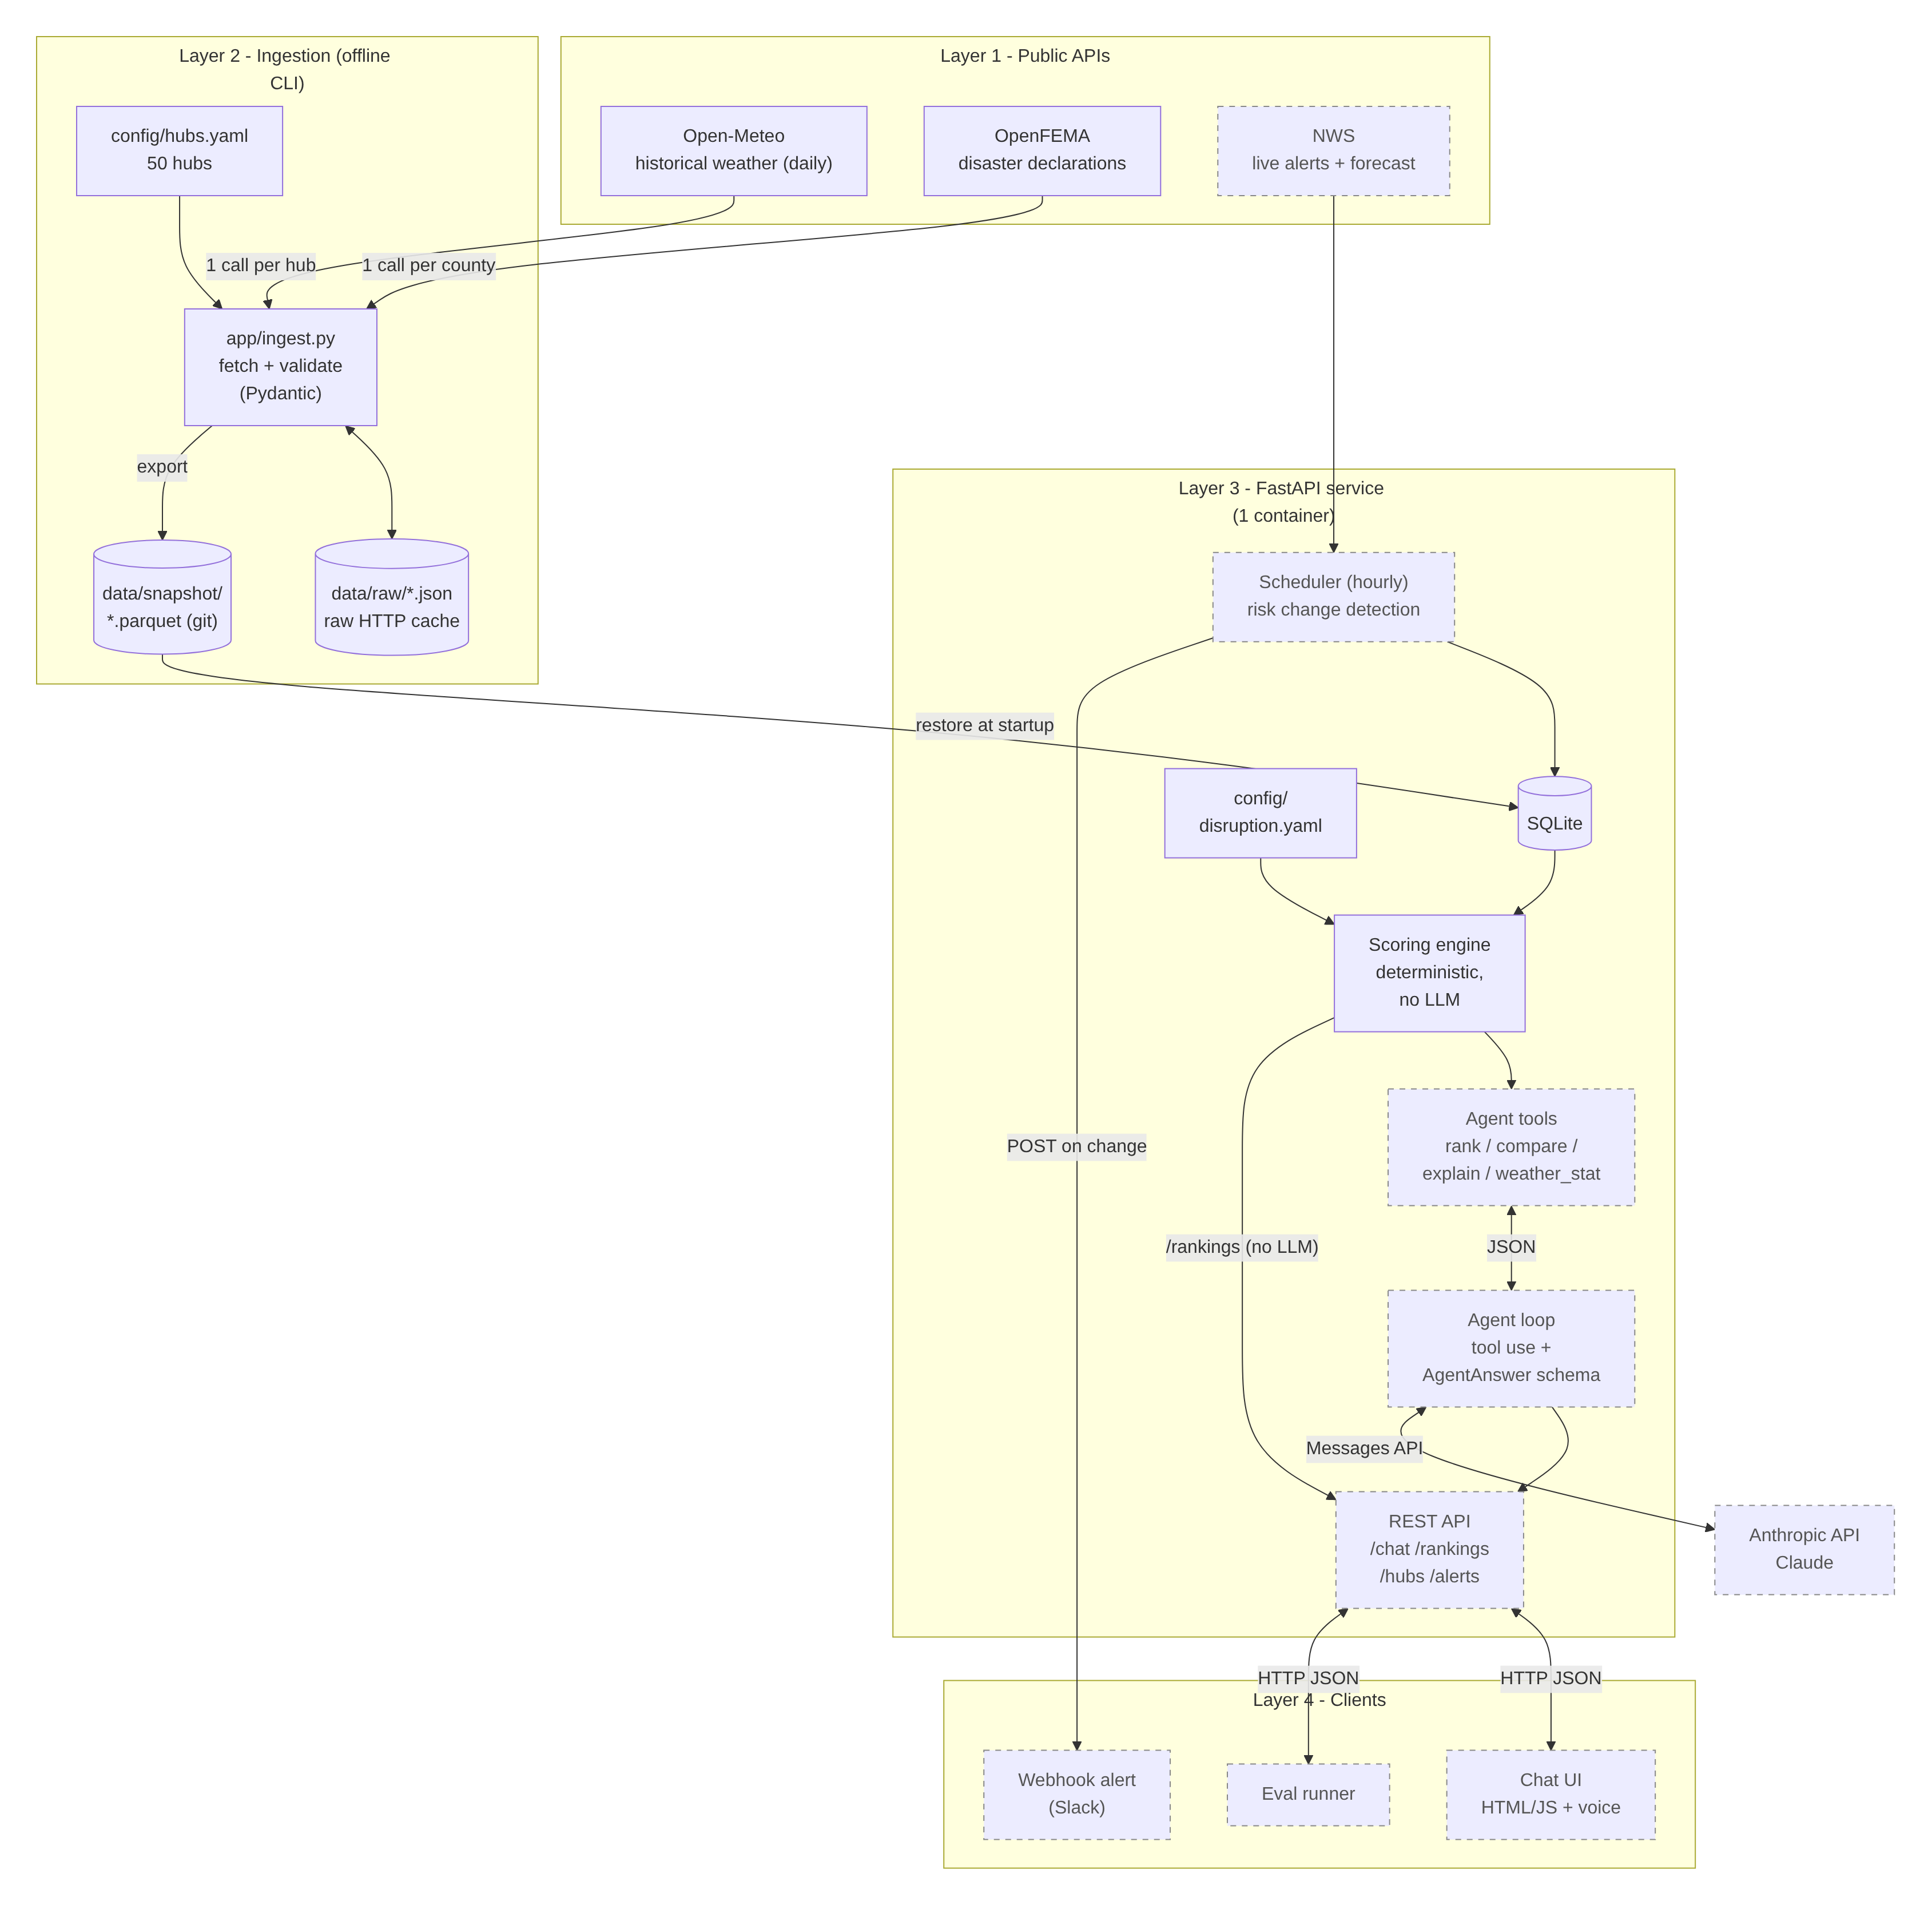 Layer 2 - Ingestion (offline
CLI)
Layer 1 - Public APIs
config/hubs.yaml
50 hubs
Open-Meteo
historical weather (daily)
OpenFEMA
disaster declarations
NWS
live alerts + forecast
1 call per hub
1 call per county
app/ingest.py
fetch + validate
(Pydantic)
export
data/snapshot/
*.parquet (git)
data/raw/*.json
raw HTTP cache
Layer 3 - FastAPI service
(1 container)
Scheduler (hourly)
risk change detection
restore at startup
config/
disruption.yaml
SQLite
Scoring engine
deterministic,
no LLM
Agent tools
rank / compare /
explain / weather_stat
POST on change
/rankings (no LLM)
JSON
Agent loop
tool use +
AgentAnswer schema
Messages API
REST API
/chat /rankings
/hubs /alerts
Anthropic API
Claude
HTTP JSON
HTTP JSON
Layer 4 - Clients
Webhook alert
(Slack)
Eval runner
Chat UI
HTML/JS + voice